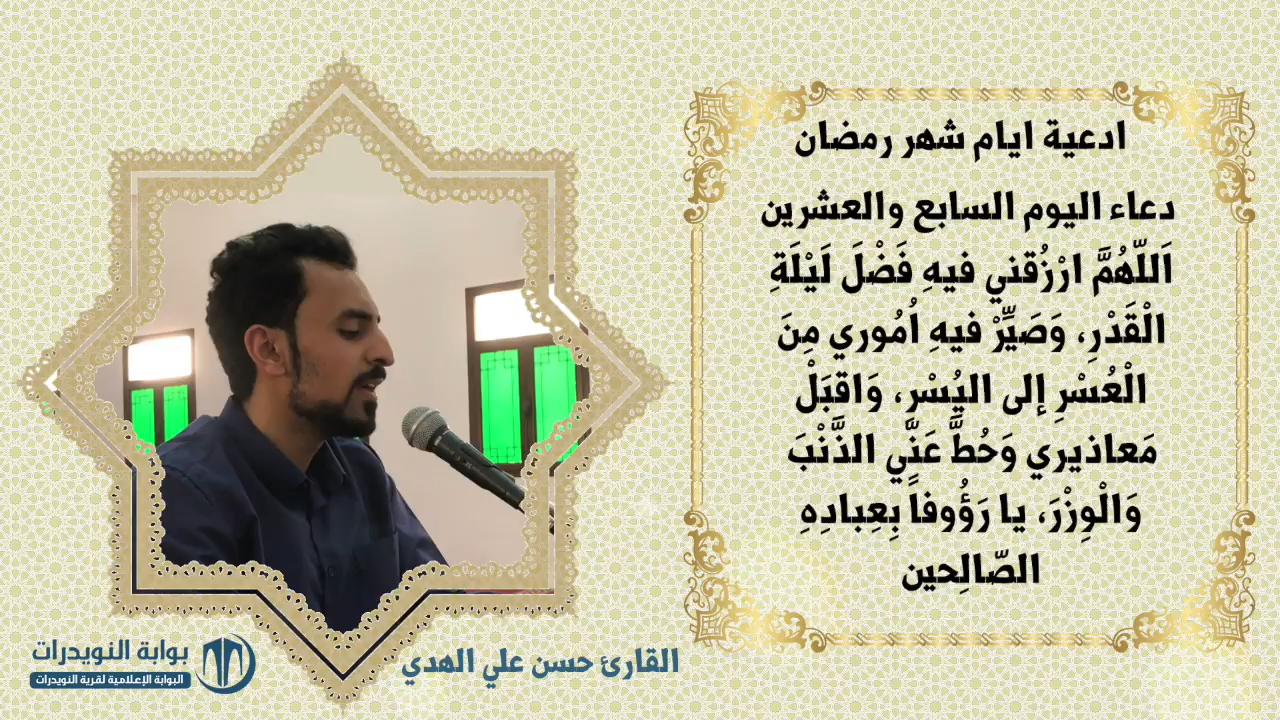 ادعية ايام شهر رمضان
دعاء اليوم السابع والعشرين
اَللّهُمَّ ارْزُقني فيهِ فَضْلَ لَيْلَةِ
الْقَدْرِ، وَصَيِّرْ فيهِ اُمُوري مِنَ
الْعُسْرِ إلى اليُسْرِ، وَاقبَلْ
مَعاذيري وَحُطَّ عَنّي الذَّنْبَ
وَالْوِزْرَ، يا رَؤُوفاً بِعِبادِهِ
الصّالِحين
القارئ حسن علي الهدي
بوابة النويدرات
البوابة الإعلامية لقرية النويدرات